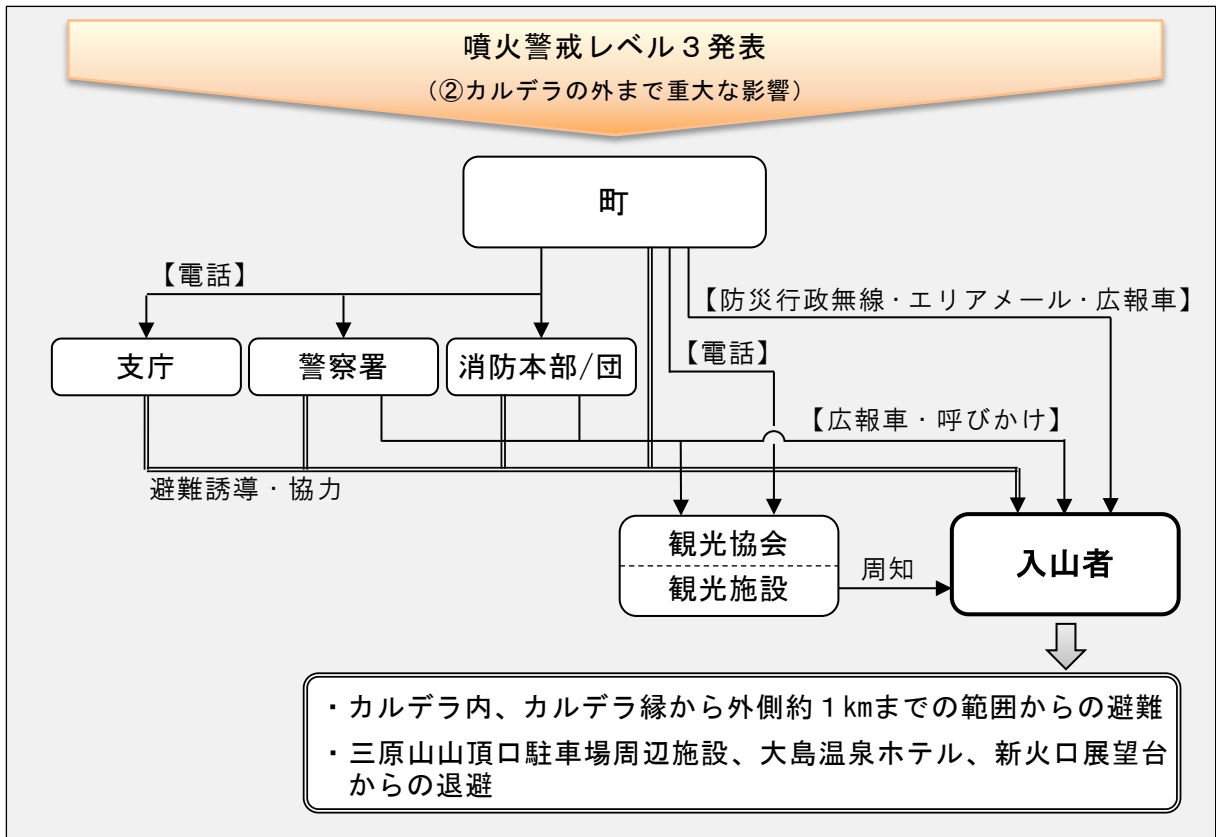 噴火警戒レベル３発表
（②カルデラの外まで重大な影響）
町
【電話】
【防災行政無線・エリアメール・広報車】
支庁
警察署
消防本部/団
【電話】
【広報車・呼びかけ】
避難誘導・協力
観光協会
観光施設
周知
入山者
・カルデラ内、カルデラ縁から外側約１㎞までの範囲からの避難
・三原山山頂口駐車場周辺施設、大島温泉ホテル、新火口展望台
からの退避